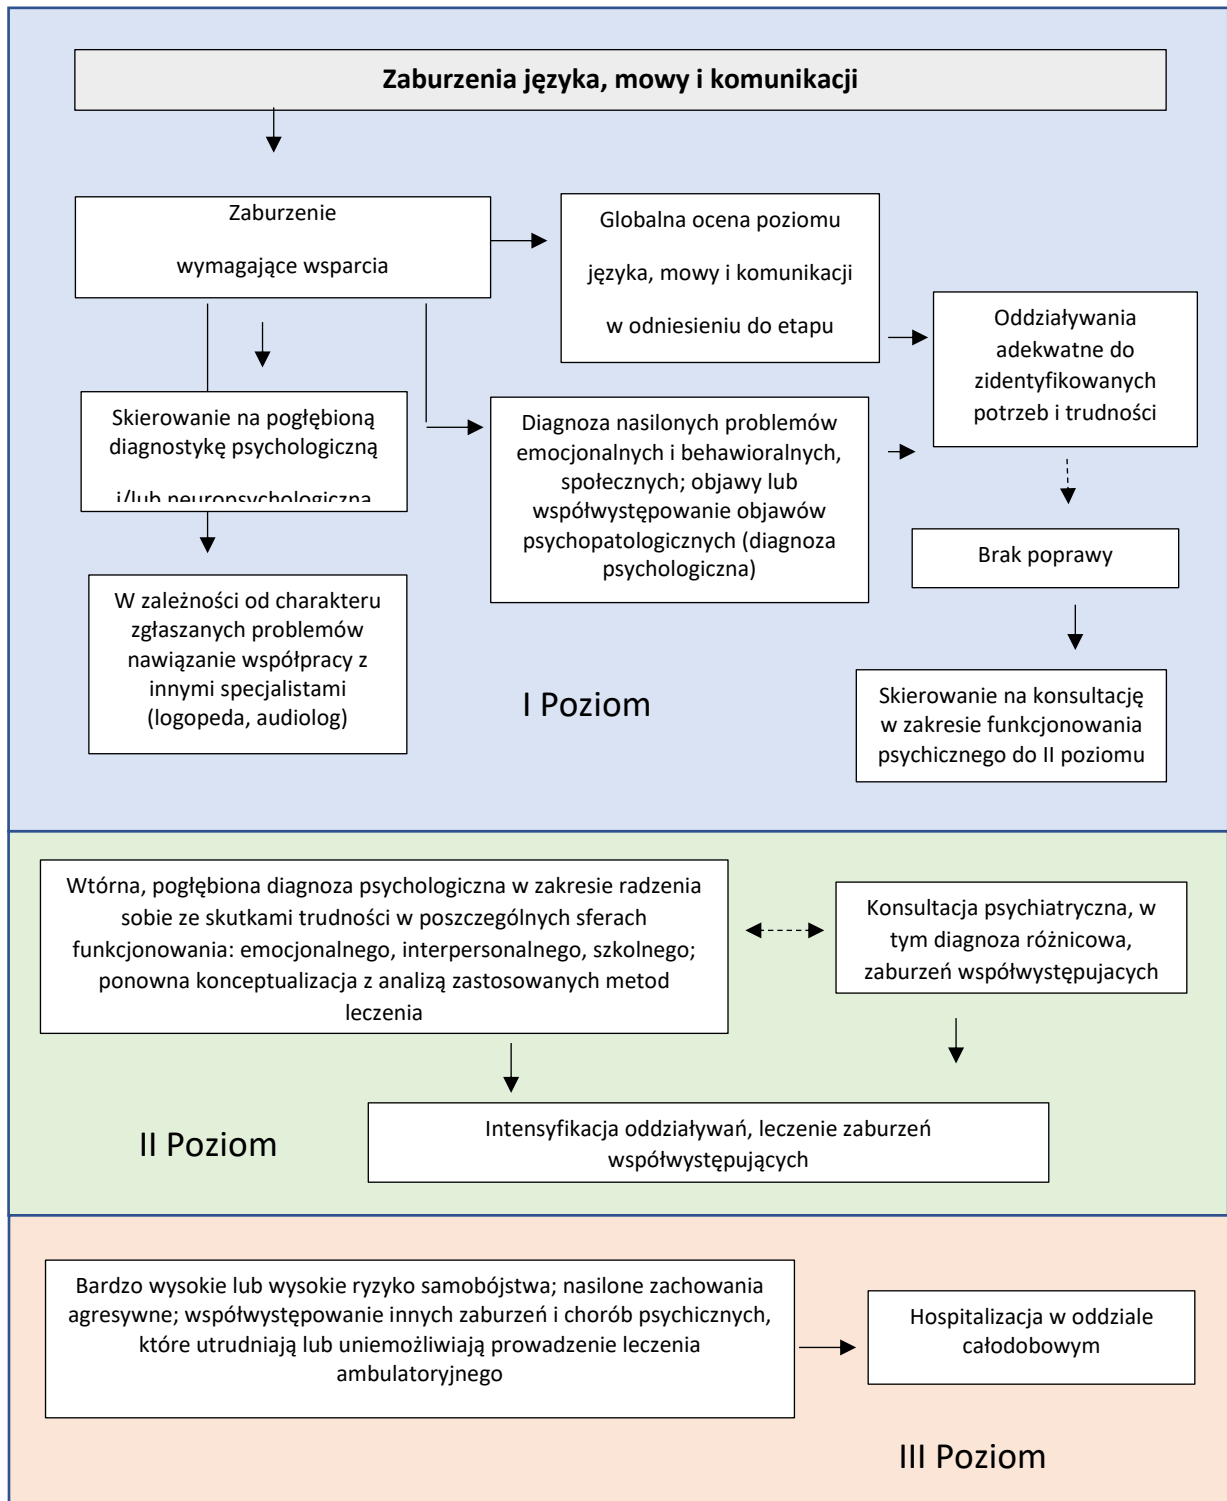 Zaburzenia języka, mowy i komunikacji
Zaburzenie
wymagające wsparcia
Globalna ocena poziomu
języka, mowy i komunikacji
w odniesieniu do etapu
Oddziaływania
adekwatne do
zidentyfikowanych
potrzeb i trudności
Skierowanie na pogłębioną
diagnostykę psychologiczną
i/lub neuropsychologiczną
Diagnoza nasilonych problemów
emocjonalnych i behawioralnych,
społecznych; objawy lub
współwystępowanie objawów
psychopatologicznych (diagnoza
psychologiczna)
Brak poprawy
W zależności od charakteru
zgłaszanych problemów
nawiązanie współpracy z
innymi specjalistami
(logopeda, audiolog)
I Poziom
Skierowanie na konsultację
w zakresie funkcjonowania
psychicznego do II poziomu
Wtórna, pogłębiona diagnoza psychologiczna w zakresie radzenia
sobie ze skutkami trudności w poszczególnych sferach
funkcjonowania: emocjonalnego, interpersonalnego, szkolnego;
ponowna konceptualizacja z analizą zastosowanych metod
leczenia
Konsultacja psychiatryczna, w
tym diagnoza różnicowa,
zaburzeń współwystępujacych
II Poziom
Intensyfikacja oddziaływań, leczenie zaburzeń
współwystępujących
Bardzo wysokie lub wysokie ryzyko samobójstwa; nasilone zachowania
agresywne; współwystępowanie innych zaburzeń i chorób psychicznych,
które utrudniają lub uniemożliwiają prowadzenie leczenia
ambulatoryjnego
Hospitalizacja w oddziale
całodobowym
III Poziom